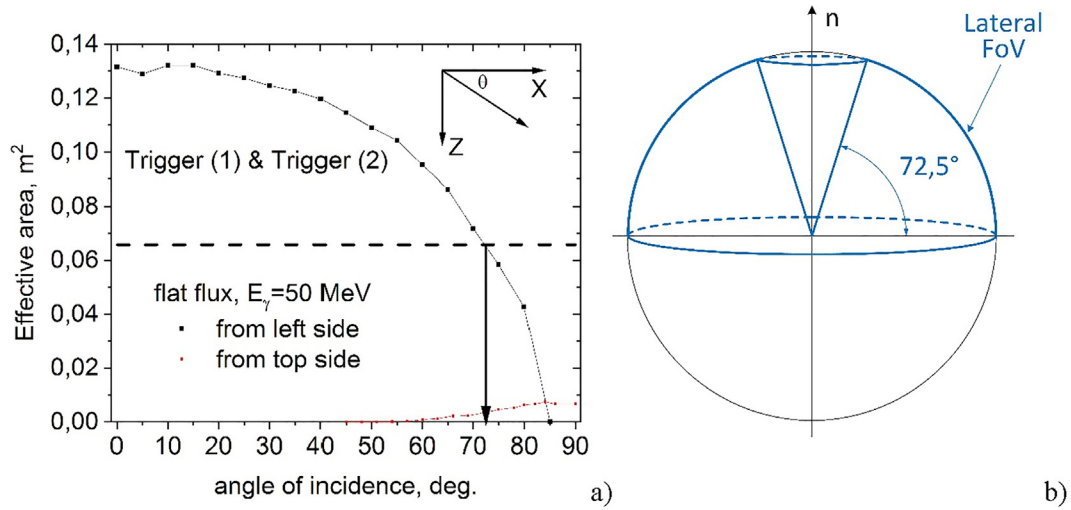 0,14
0,12
0,10
0,08
0,06
0,04
0,02
0,00
Effective area, m²
θ
X
Z
Trigger (1) & Trigger (2)
flat flux, Eγ=50 MeV
from left side
from top side
0 10 20 30 40 50 60 70 80 90
angle of incidence, deg.
a)
n
Lateral
FoV
72,5°
b)